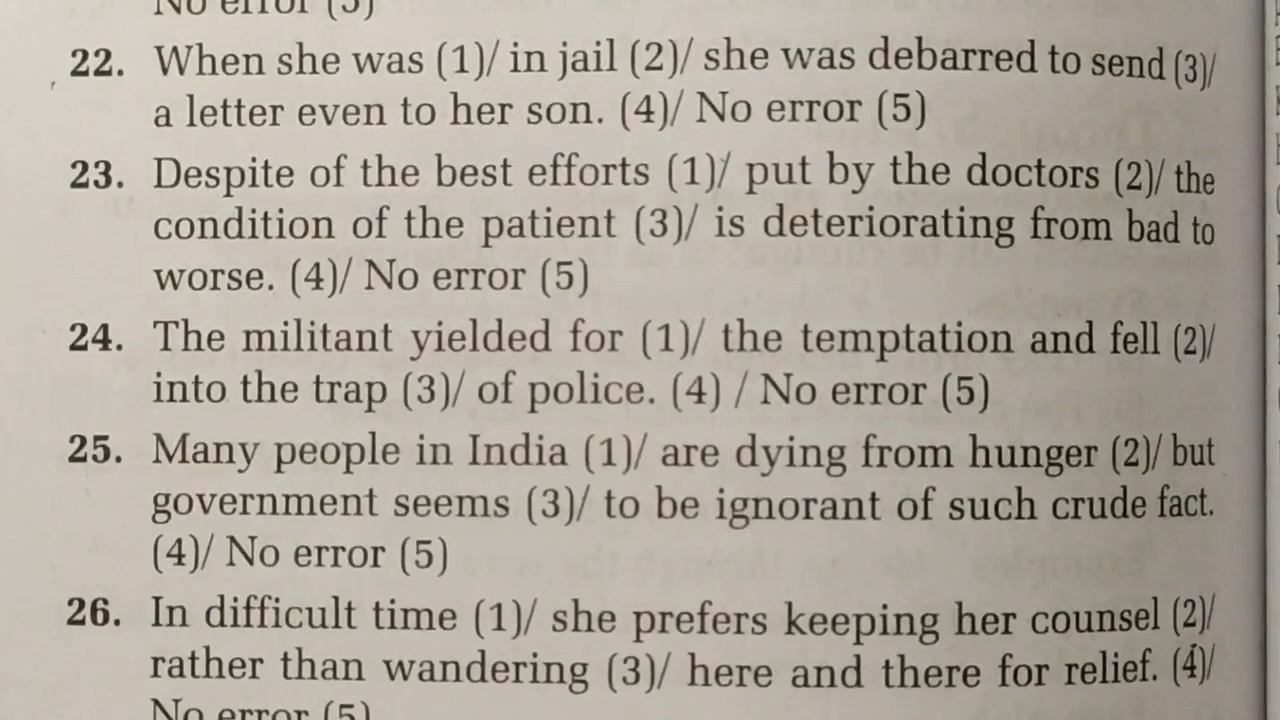 No error (5)
22. When she was (1)/ in jail (2)/ she was debarred to send (3)/
a letter even to her son. (4)/ No error (5)
23. Despite of the best efforts (1)/ put by the doctors (2)/ the
condition of the patient (3)/ is deteriorating from bad to
worse. (4)/ No error (5)
24. The militant yielded for (1)/ the temptation and fell (2)/
into the trap (3)/ of police. (4) / No error (5)
25. Many people in India (1)/ are dying from hunger (2)/ but
government seems (3)/ to be ignorant of such crude fact.
(4)/ No error (5)
26. In difficult time (1)/ she prefers keeping her counsel (2)/
rather than wandering (3)/ here and there for relief. (4)/
No error (5)